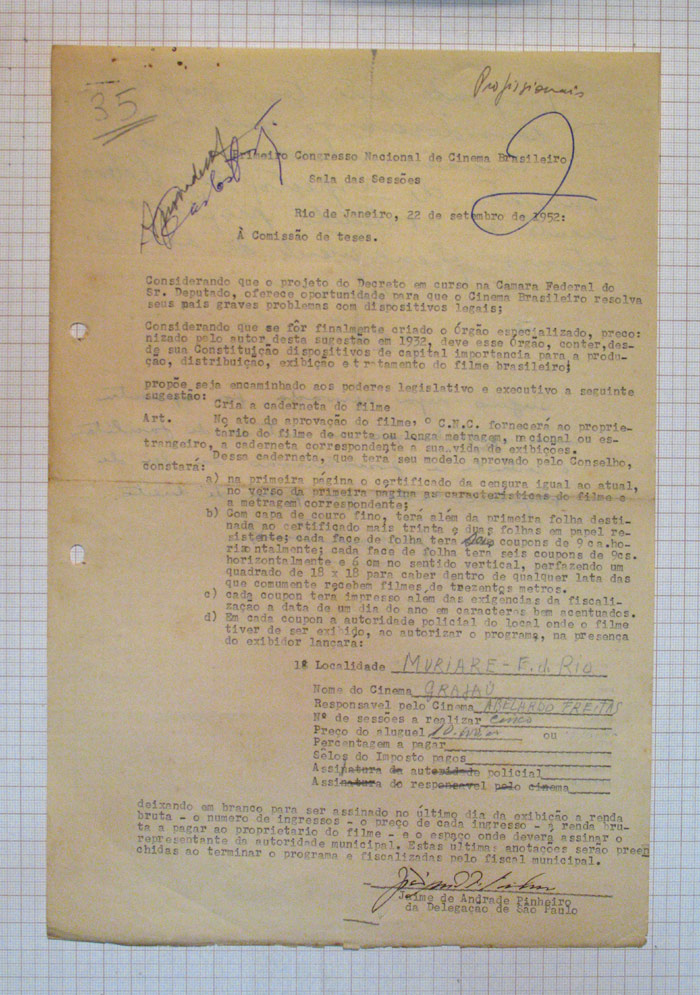 35
Profissionais
Primeiro Congresso Nacional de Cinema Brasileiro
Sala das Sessões
Rio de Janeiro, 22 de setembro de 1952:
À Comissão de teses.
Considerando que o projeto do Decreto em curso na Camara Federal do
Sr. Deputado, oferece oportunidade para que o Cinema Brasileiro resolva
seus mais graves problemas com dispositivos legais;
Considerando que se fôr finalmente criado o órgão especializado, preco:
nizado pelo autor deste sugestão em 1932, deve esse Órgão, conter,des-
de sua Constituição dispositivos de capital importancia para a produ-
ção, distribuição, exibição e tratamento do filme brasileiro;
propõe seja encaminhado aos poderes legislativo e executivo a seguinte
sugestão:
Cria a caderneta do filme
Art. No ato de aprovação do filme, o C.N.C. fornecerá ao proprie-
tario do filme de curta ou longa metragem, nacional ou es-
trangeiro, a caderneta correspondente a sua vida de exibições.
Dessa caderneta, que tera seu modelo aprovado pelo Conselho,
constará:
a) na primeira página o certificado da censura igual ao atual,
no verso da primeira pagina as características do filme e
a metragem correspondente;
b) Com capa de couro fino, terá além da primeira folha desti-
nada ao certificado mais trinta e duas folhas em papel re-
sistente; cada face de folha tera seis coupons de 9 cm.ho-
rizontalmente; cada face de folha tera seis coupons de 9cs.
horizontalmente e 6 cm no sentido vertical, perfazendo um
quadrado de 18 x 18 para caber dentro de qualquer lata das
que comumente recebem filmes de trezentos metros.
c) cada coupon tera impresso além das exigencias da fiscali-
zação a data de um dia do ano em caracteres bem acentuados.
d) Em cada coupon a autoridade policial do local onde o filme
tiver de ser exibido, ao autorizar o programa, na presença
do exibidor lançará:
1º Localidade MURIARE - E. do Rio
Nome do Cinema GRAJAÚ
Responsavel pelo Cinema ABELARDO FREITAS
Nº de sessões a realizar cinco
Preço do aluguel ou
Percentagem a pagar
Sêlos do Imposto pagos
Assinatura da autoridade policial
Assinatura do responsavel pelo cinema
deixando em branco para ser assinado no último dia da exibição a renda
bruta - o numero de ingressos - o preço de cada ingresso - a renda bru-
ta a pagar ao proprietario do filme - e o espaço onde devera assinar o
representante da autoridade municipal. Estas ultimas anotações serão preen
chidas ao terminar o programa e fiscalizadas pelo fiscal municipal.
Jaime de Andrade Pinheiro
da Delegação de São Paulo